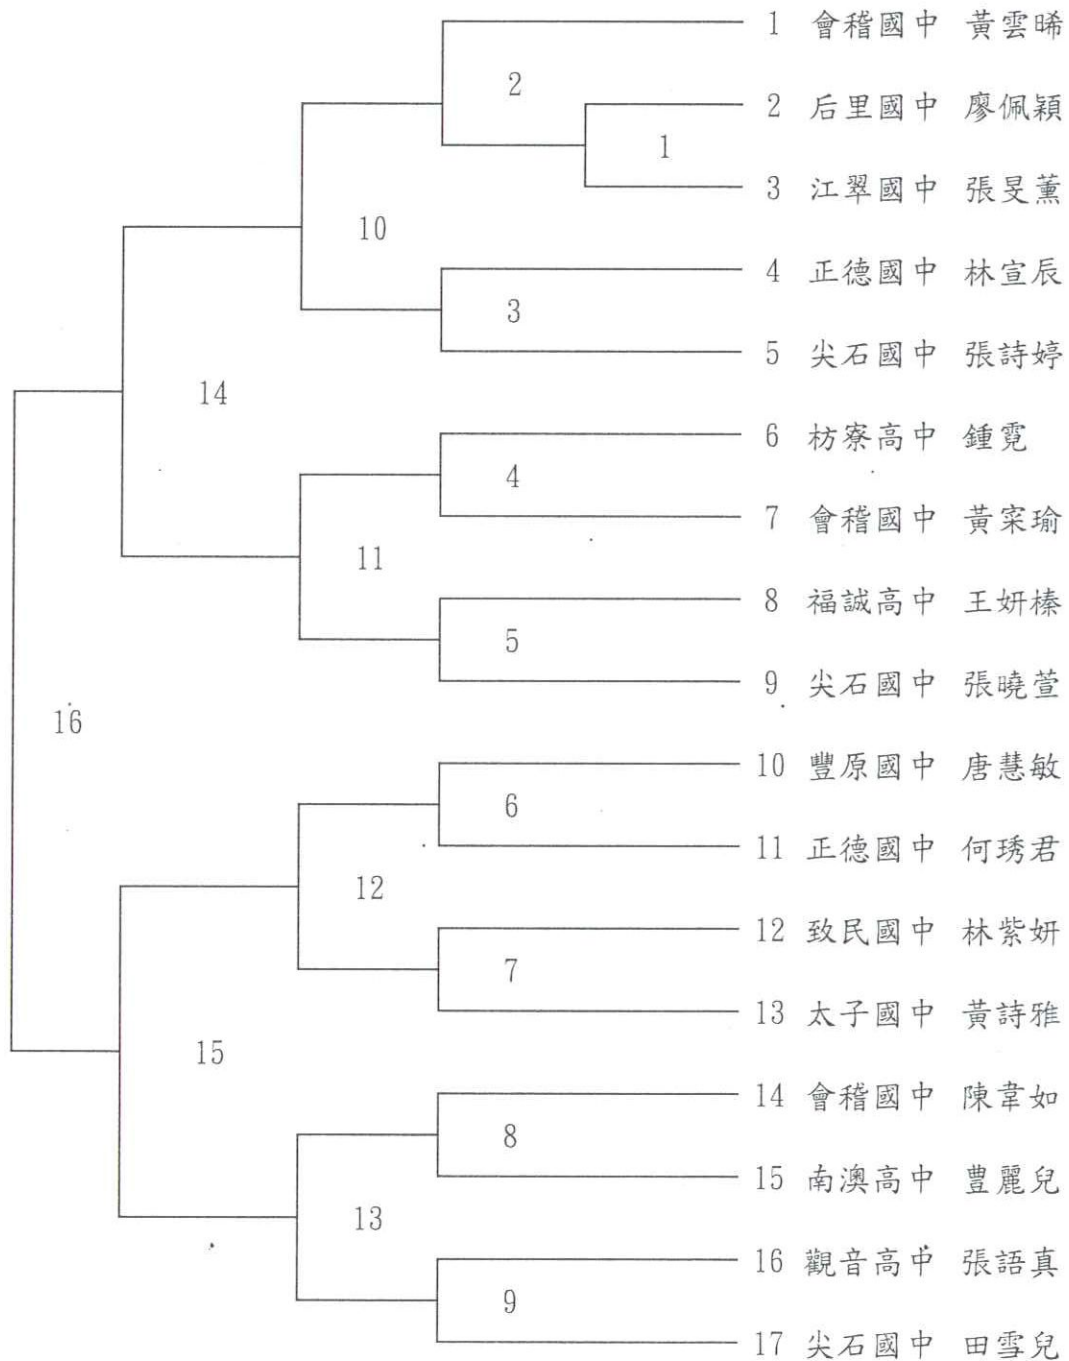 1 會稽國中 黃雲晞
2
2 后里國中 廖佩穎
1
3 江翠國中 張旻薰
10
4 正德國中 林宣辰
3
5 尖石國中 張詩婷
14
6 枋寮高中 鍾霓
4
7 會稽國中 黃寀瑜
11
8 福誠高中 王妍榛
5
9 尖石國中 張曉萱
16
10 豐原國中 唐慧敏
6
11 正德國中 何琇君
12
12 致民國中 林紫妍
7
13 太子國中 黃詩雅
15
14 會稽國中 陳韋如
8
15 南澳高中 豊麗兒
13
16 觀音高中 張語真
9
17 尖石國中 田雪兒